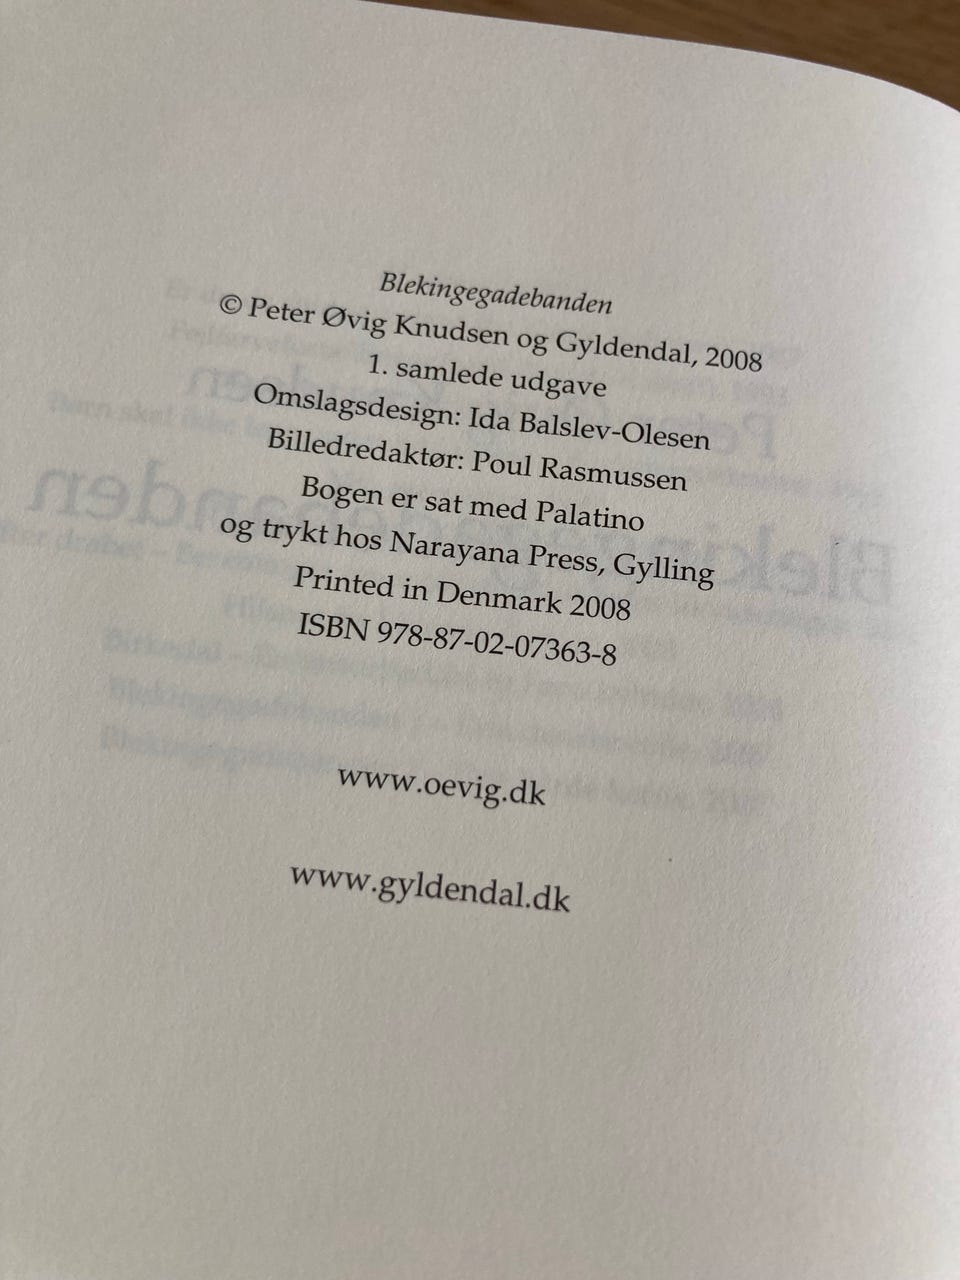 Blekingegadebanden
© Peter Øvig Knudsen og Gyldendal, 2008
1. samlede udgave
Omslagsdesign: Ida Balslev-Olesen
Billedredaktør: Poul Rasmussen
Bogen er sat med Palatino
og trykt hos Narayana Press, Gylling
Printed in Denmark 2008
ISBN 978-87-02-07363-8
www.oevig.dk
www.gyldendal.dk